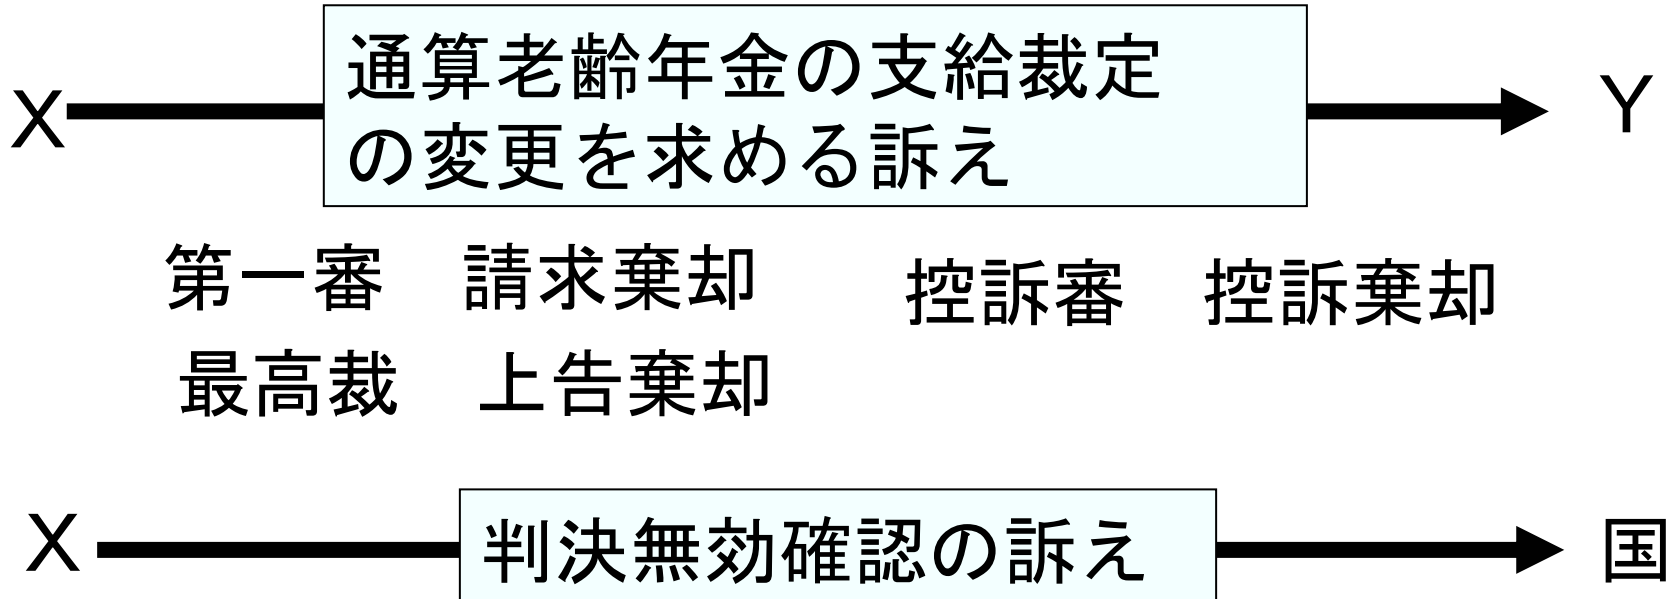 通算老齢年金の支給裁定
の変更を求める訴え
X
Y
第一審　請求棄却　控訴審　控訴棄却
最高裁　上告棄却
X　判決無効確認の訴え　国